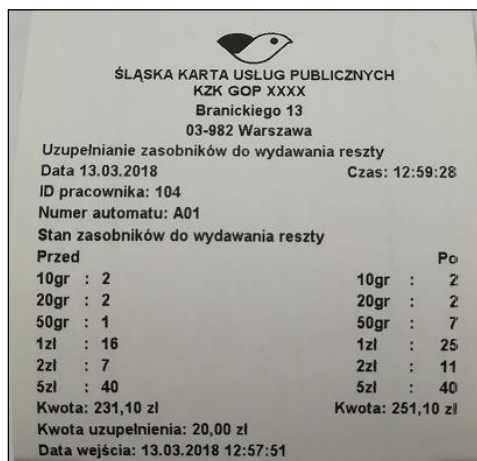 ŚLĄSKA KARTA USŁUG PUBLICZNYCH
KZK GOP XXXX
Branickiego 13
03-982 Warszawa
Uzupełnianie zasobników do wydawania reszty
Data 13.03.2018 Czas: 12:59:28
ID pracownika: 104
Numer automatu: A01
Stan zasobników do wydawania reszty
Przed Po
10gr : 2 10gr : 2
20gr : 2 20gr : 2
50gr : 1 50gr : 7
1zł : 16 1zł : 25
2zł : 7 2zł : 11
5zł : 40 5zł : 40
Kwota: 231,10 zł Kwota: 251,10 zł
Kwota uzupełnienia: 20,00 zł
Data wejścia: 13.03.2018 12:57:51